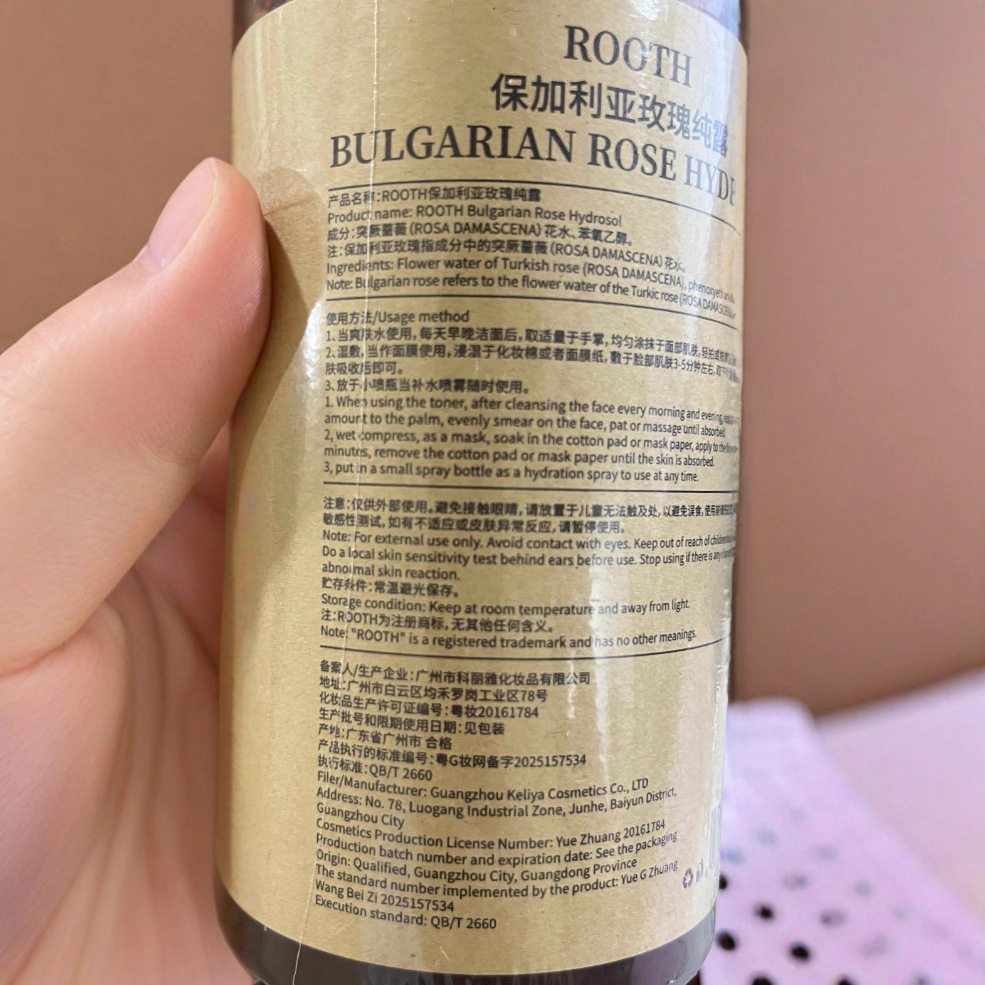 ROOTH
保加利亚玫瑰纯露
BULGARIAN ROSE
产品名称:ROOTH保加利亚玫瑰纯露
Product name: ROOTH Bulgarian Rose Hydrosol
成分:突厥蔷薇(ROSA DAMASCENA)花水、苯氧乙醇。
注:保加利亚玫瑰指成分中的突厥蔷薇(ROSA DAMASCENA)花水。
Ingredients: Flower water of Turkish rose (ROSA DAMASCENA), phenoxyethanol.
Note: Bulgarian rose refers to the flower water of the Turkic rose (ROSA
使用方法/Usage method
1、当爽肤水使用,每天早晚洁面后,取适量于手掌,均匀涂抹于面部肌肤,
2、湿敷,当作面膜使用,浸湿于化妆棉或者面膜纸,敷于脸部肌肤3-5分钟左右,
肤吸收后即可。
3、放于小喷瓶当补水喷雾随时使用。
1. When using the toner, after cleansing the face every morning and evening,
amount to the palm, evenly smear on the face, pat or massage until absorbed.
2, wet compress, as a mask, soak in the cotton pad or mask paper, apply to the
minutes, remove the cotton pad or mask paper until the skin is absorbed.
3, put in a small spray bottle as a hydration spray to use at any time.
注意:仅供外部使用。避免接触眼睛,请放置于儿童无法触及处,以避免误食,
敏感性测试,如有不适应或皮肤异常反应,请暂停使用。
Note: For external use only. Avoid contact with eyes. Keep out of reach of
Do a local skin sensitivity test behind ears before use. Stop using if there is any
abnormal skin reaction.
贮存条件:常温避光保存。
Storage condition: Keep at room temperature and away from light.
注:ROOTH为注册商标,无其他任何含义。
Note: "ROOTH" is a registered trademark and has no other meanings.
备案人/生产企业:广州市科丽雅化妆品有限公司
地址:广州市白云区均禾罗岗工业区78号
化妆品生产许可证编号:粤妆20161784
生产批号和限期使用日期:见包装
产地:广东省广州市 合格
产品执行的标准编号:粤G妆网备字2025157534
执行标准:QB/T 2660
Filer/Manufacturer: Guangzhou Keliya Cosmetics Co., LTD
Address: No. 78, Luogang Industrial Zone, Junhe, Baiyun District,
Guangzhou City
Cosmetics Production License Number: Yue Zhuang 20161784
Production batch number and expiration date: See the packaging
Origin: Qualified, Guangzhou City, Guangdong Province
The standard number implemented by the product: Yue G Zhuang
Wang Bei Zi 2025157534
Execution standard: QB/T 2660